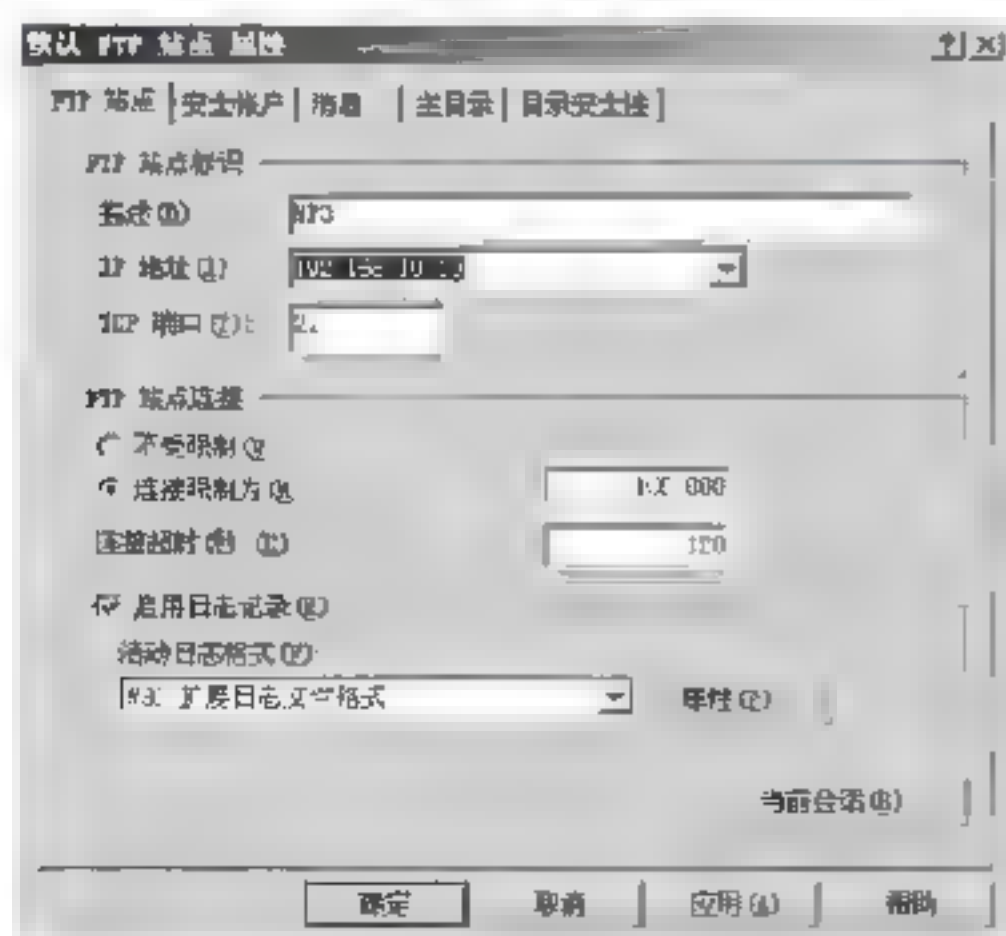 默认 FTP 站点 属性
FTP 站点 安全帐户 消息 主目录 目录安全性
FTP 站点标识
描述(D) MP3
IP 地址(I)
TCP 端口(T): 21
FTP 站点连接
不受限制(U)
连接限制为(M) 000
连接超时(秒) (C) 120
启用日志记录(E)
活动日志格式(V):
W3C 扩展日志文件格式 属性(P)
当前会话(B)
确定 取消 应用(A) 帮助